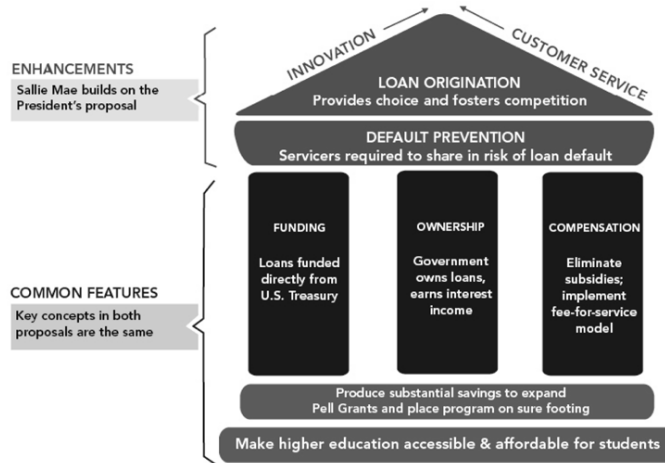 INNOVATION
CUSTOMER SERVICE
ENHANCEMENTS
Sallie Mae builds on the
President's proposal
LOAN ORIGINATION
Provides choice and fosters competition
DEFAULT PREVENTION
Servicers required to share in risk of loan default
COMMON FEATURES
Key concepts in both
proposals are the same
FUNDING
Loans funded
directly from
U.S. Treasury
OWNERSHIP
Government
owns loans,
earns interest
income
COMPENSATION
Eliminate
subsidies;
implement
fee-for-service
model
Produce substantial savings to expand
Pell Grants and place program on sure footing
Make higher education accessible & affordable for students